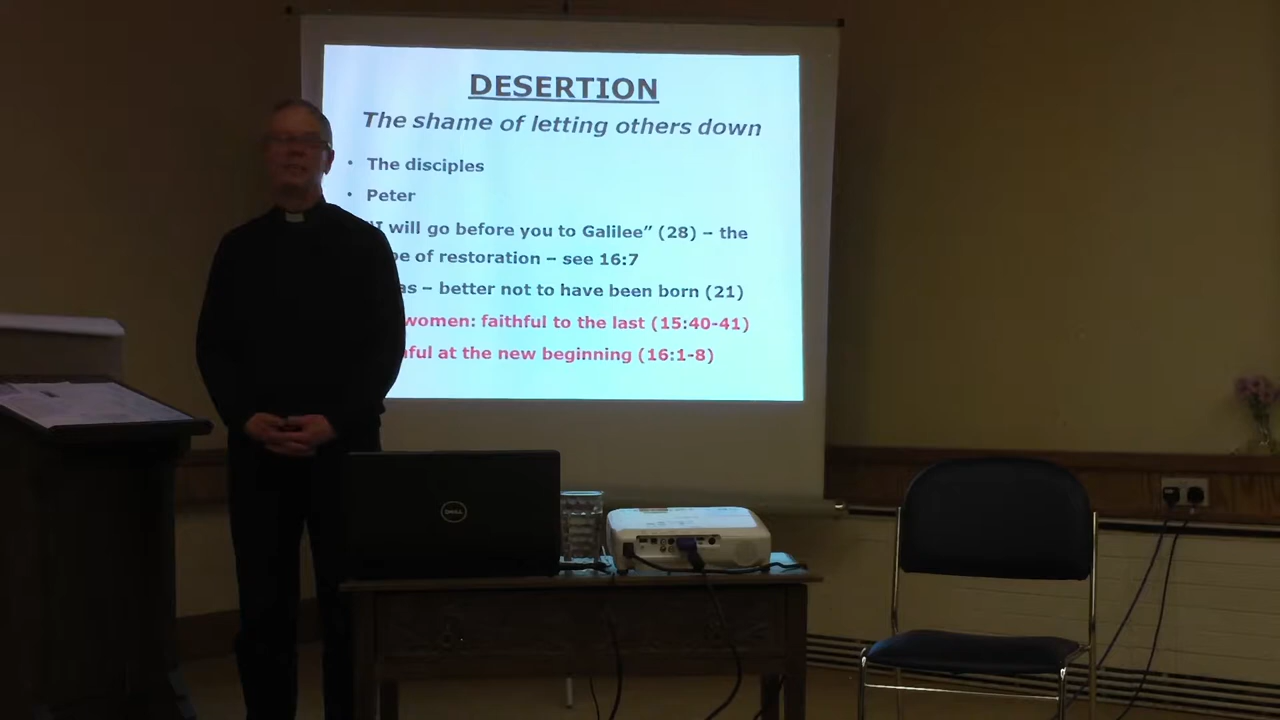 DESERTION
The shame of letting others down
• The disciples
• Peter
"I will go before you to Galilee" (28) – the
of restoration – see 16:7
– better not to have been born (21)
women: faithful to the last (15:40-41)
at the new beginning (16:1-8)
DELL